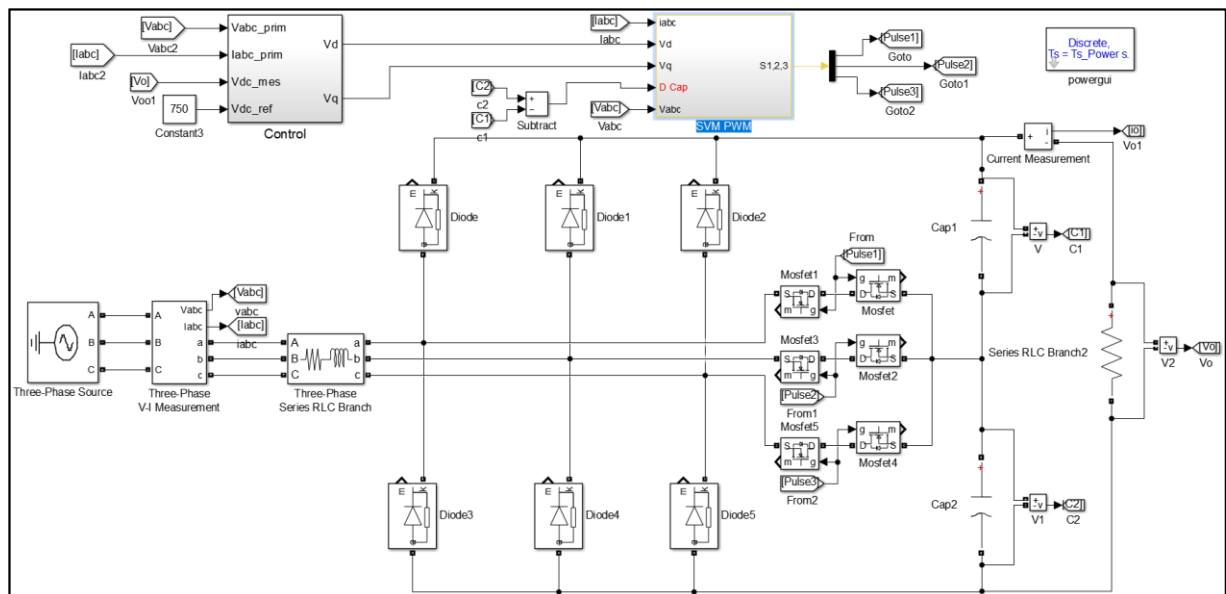 [Vabc]
Vabc2
[Iabc]
Iabc2
[Vo]
Voo1
750
Constant3
Vabc_prim
Iabc_prim
Vdc_mes
Vdc_ref
Vd
Vq
Control
[C2]
c2
[C1]
c1
+
−
Subtract
[Iabc]
Iabc
[Vabc]
Vabc
iabc
Vd
Vq
D Cap
Vabc
S1,2,3
SVM PWM
[Pulse1]
Goto
[Pulse2]
Goto1
[Pulse3]
Goto2
Discrete,
Ts = Ts_Power s.
powergui
+
i
-
Current Measurement
[io]
Vo1
m
k
a
Diode
m
k
a
Diode1
m
k
a
Diode2
+
Cap1
+
-v
V
[C1]
C1
From
[Pulse1]
Mosfet1
S
D
m
g
g
m
D
S
Mosfet
Mosfet3
S
D
m
g
g
m
D
S
Mosfet2
[Pulse2]
From1
Mosfet5
S
D
m
g
g
m
D
S
Mosfet4
[Pulse3]
From2
A
B
C
Three-Phase Source
A
B
C
Vabc
Iabc
a
b
c
Three-Phase
V-I Measurement
[Vabc]
vabc
[Iabc]
iabc
A
B
C
a
b
c
Three-Phase
Series RLC Branch
+
Series RLC Branch2
+
-v
V2
[Vo]
Vo
m
k
a
Diode3
m
k
a
Diode4
m
k
a
Diode5
+
Cap2
+
-v
V1
[C2]
C2